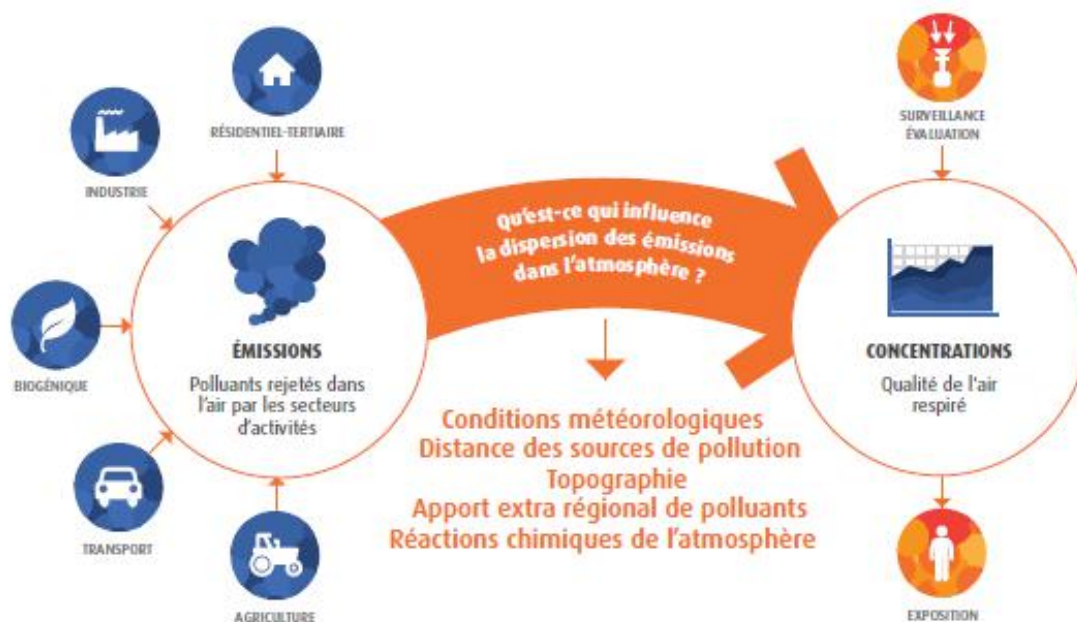 RÉSIDENTIEL-TERTIAIRE
INDUSTRIE
BIOGÉNIQUE
TRANSPORT
AGRICULTURE
ÉMISSIONS
Polluants rejetés dans
l'air par les secteurs
d'activités
Qu'est-ce qui influence
la dispersion des émissions
dans l'atmosphère ?
Conditions météorologiques
Distance des sources de pollution
Topographie
Apport extra régional de polluants
Réactions chimiques de l'atmosphère
SURVEILLANCE
ÉVALUATION
CONCENTRATIONS
Qualité de l'air
respiré
EXPOSITION